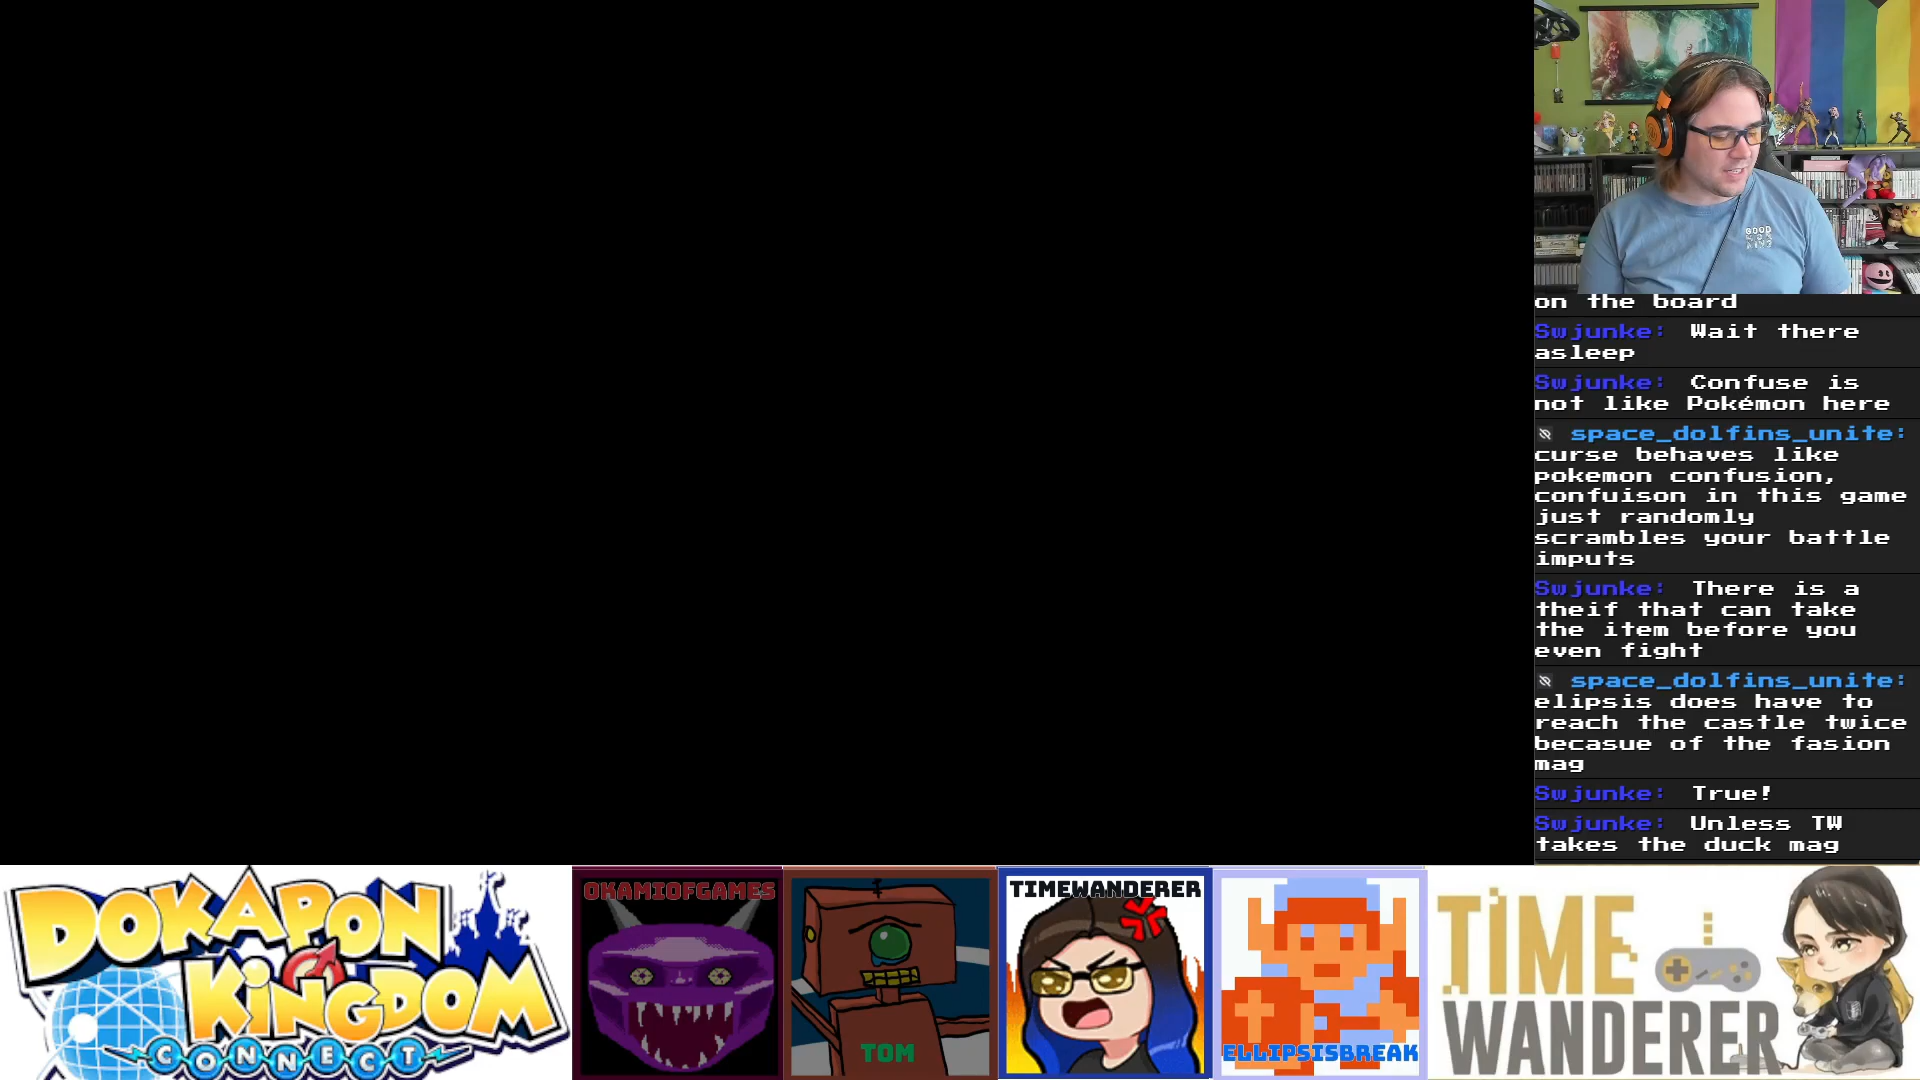 GOOD
on the board
Swjunke: Wait there
asleep
Swjunke: Confuse is
not like Pokémon here
space_dolfins_unite:
curse behaves like
pokemon confusion,
confuison in this game
just randomly
scrambles your battle
imputs
Swjunke: There is a
theif that can take
the item before you
even fight
space_dolfins_unite:
elipsis does have to
reach the castle twice
becasue of the fasion
mag
Swjunke: True!
Swjunke: Unless TW
takes the duck mag
DOKAPON
KINGDOM
CONNECT
OKAMIOFGAMES
TOM
TIMEWANDERER
ELLIPSISBREAK
TIME
WANDERER